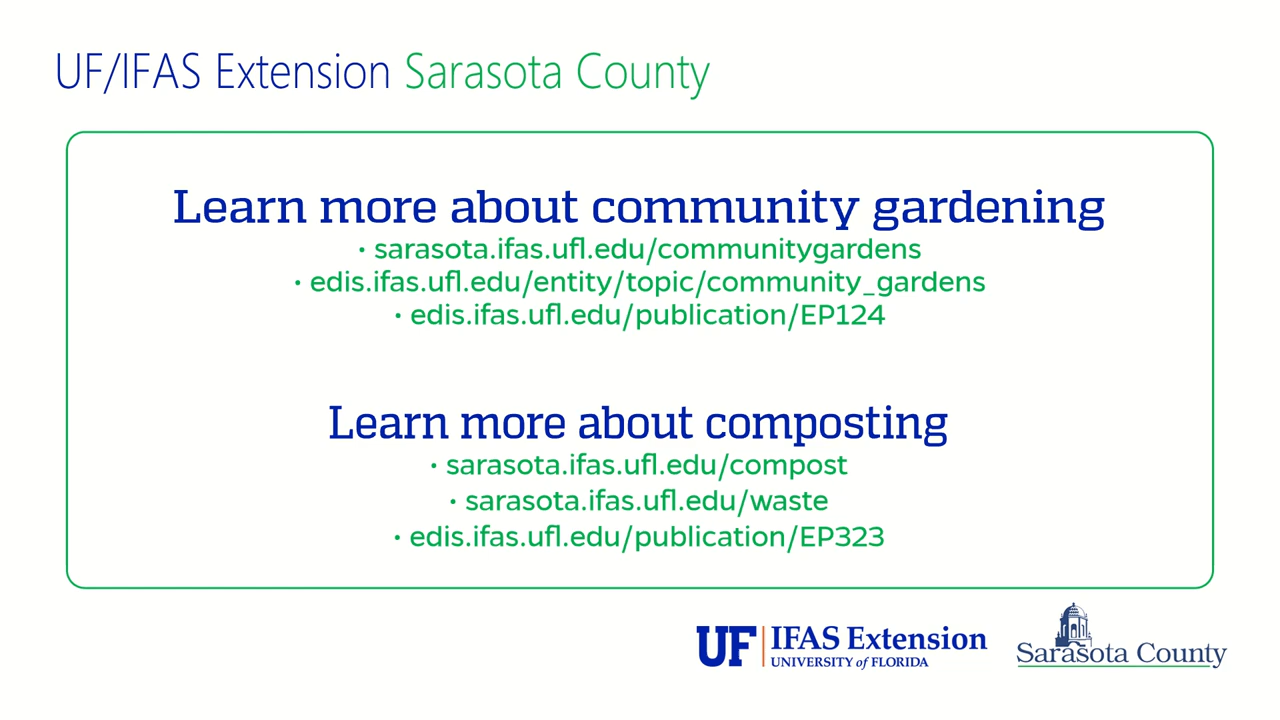 UF/IFAS Extension Sarasota County
Learn more about community gardening
• sarasota.ifas.ufl.edu/communitygardens
• edis.ifas.ufl.edu/entity/topic/community_gardens
• edis.ifas.ufl.edu/publication/EP124
Learn more about composting
• sarasota.ifas.ufl.edu/compost
• sarasota.ifas.ufl.edu/waste
• edis.ifas.ufl.edu/publication/EP323
UF IFAS Extension
UNIVERSITY of FLORIDA
Sarasota County